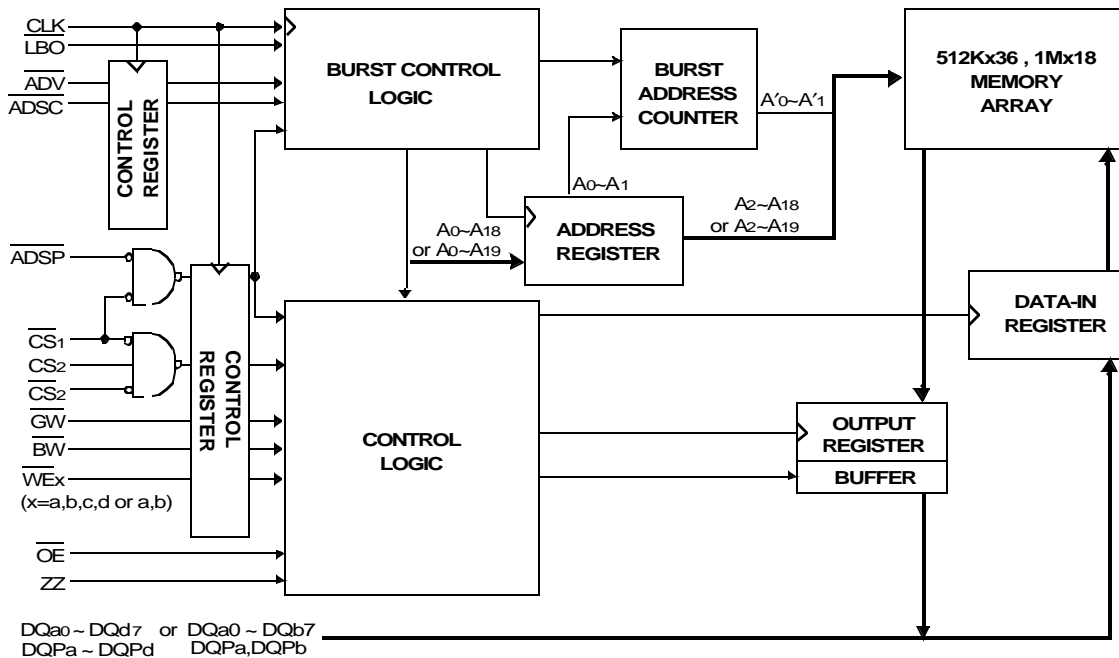 CLK
LBO
ADV
ADSC
CONTROL
REGISTER
BURST CONTROL
LOGIC
BURST
ADDRESS
COUNTER
A′0~A′1
512Kx36 , 1Mx18
MEMORY
ARRAY
A0~A1
A0~A18
or A0~A19
ADDRESS
REGISTER
A2~A18
or A2~A19
ADSP
CS1
CS2
CS2
GW
BW
WEx
(x=a,b,c,d or a,b)
CONTROL
REGISTER
CONTROL
LOGIC
DATA-IN
REGISTER
OUTPUT
REGISTER
BUFFER
OE
ZZ
DQa0 ~ DQd7 or DQa0 ~ DQb7
DQPa ~ DQPd DQPa,DQPb